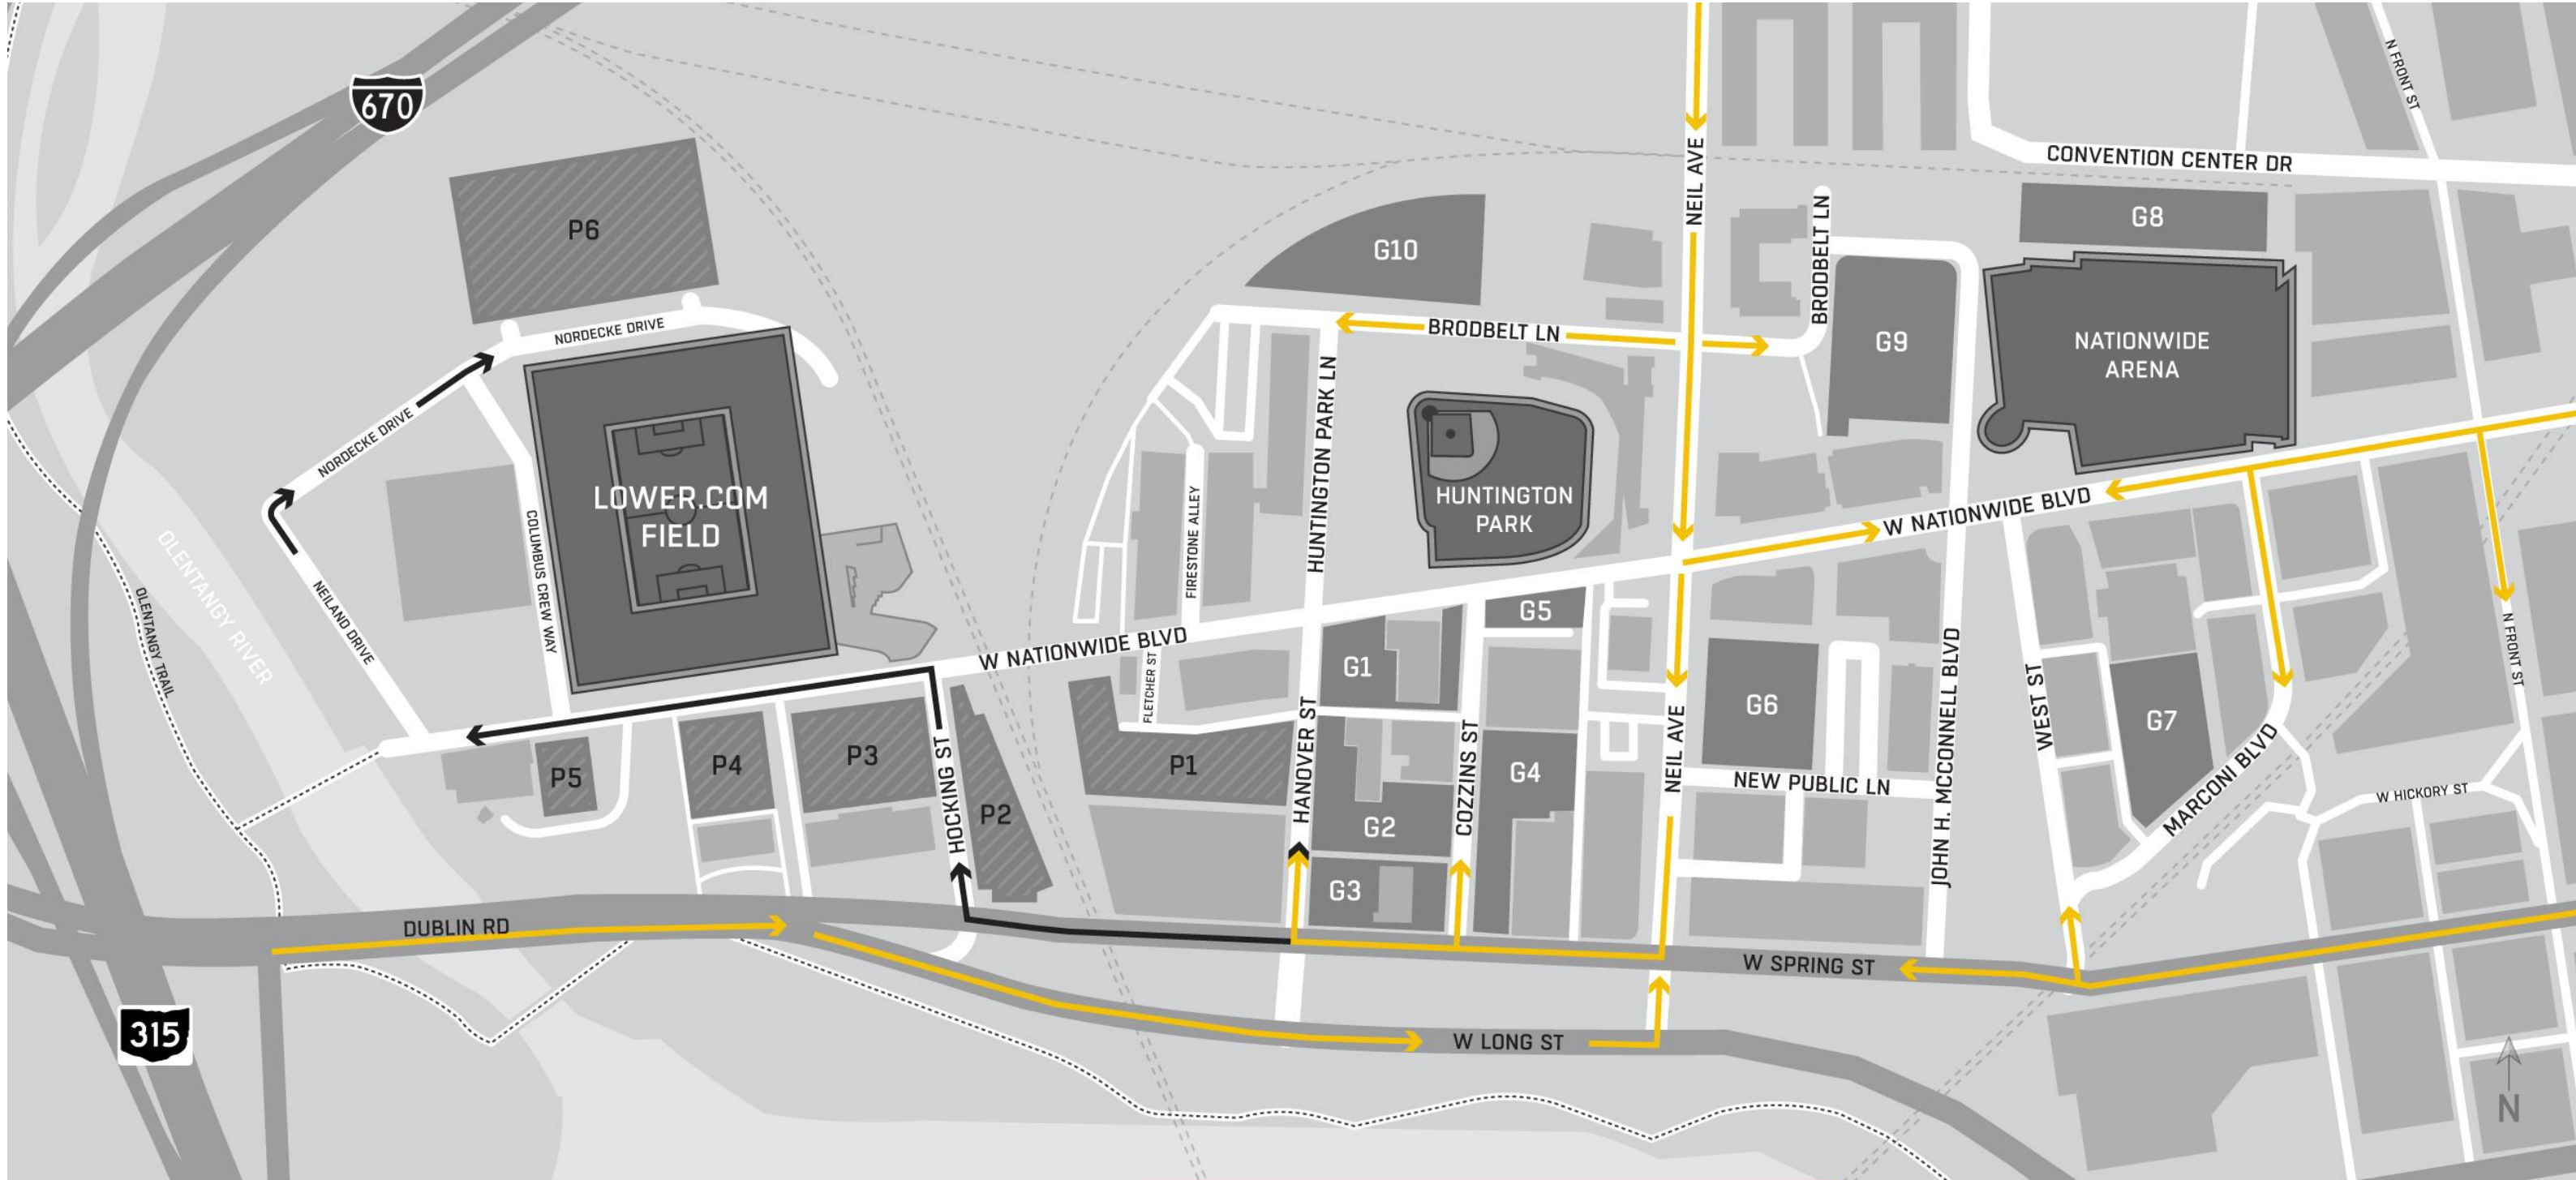 N FRONT ST
670
NEIL AVE
CONVENTION CENTER DR
P6
G10
BRODBELT LN
G8
NORDECKE DRIVE
BRODBELT LN
G9
NATIONWIDE
ARENA
NORDECKE DRIVE
HUNTINGTON PARK LN
LOWER.COM
FIELD
HUNTINGTON
PARK
W NATIONWIDE BLVD
COLUMBUS CREW WAY
FIRESTONE ALLEY
OLENTANGY RIVER
OLENTANGY TRAIL
NEILAND DRIVE
G5
W NATIONWIDE BLVD
FLETCHER ST
G1
N FRONT ST
WEST ST
G6
G7
HANOVER ST
COZZINS ST
NEIL AVE
JOHN H. MCCONNELL BLVD
MARCONI BLVD
P5
P4
P3
HOCKING ST
P2
P1
G4
NEW PUBLIC LN
W HICKORY ST
G2
G3
DUBLIN RD
W SPRING ST
315
W LONG ST
N